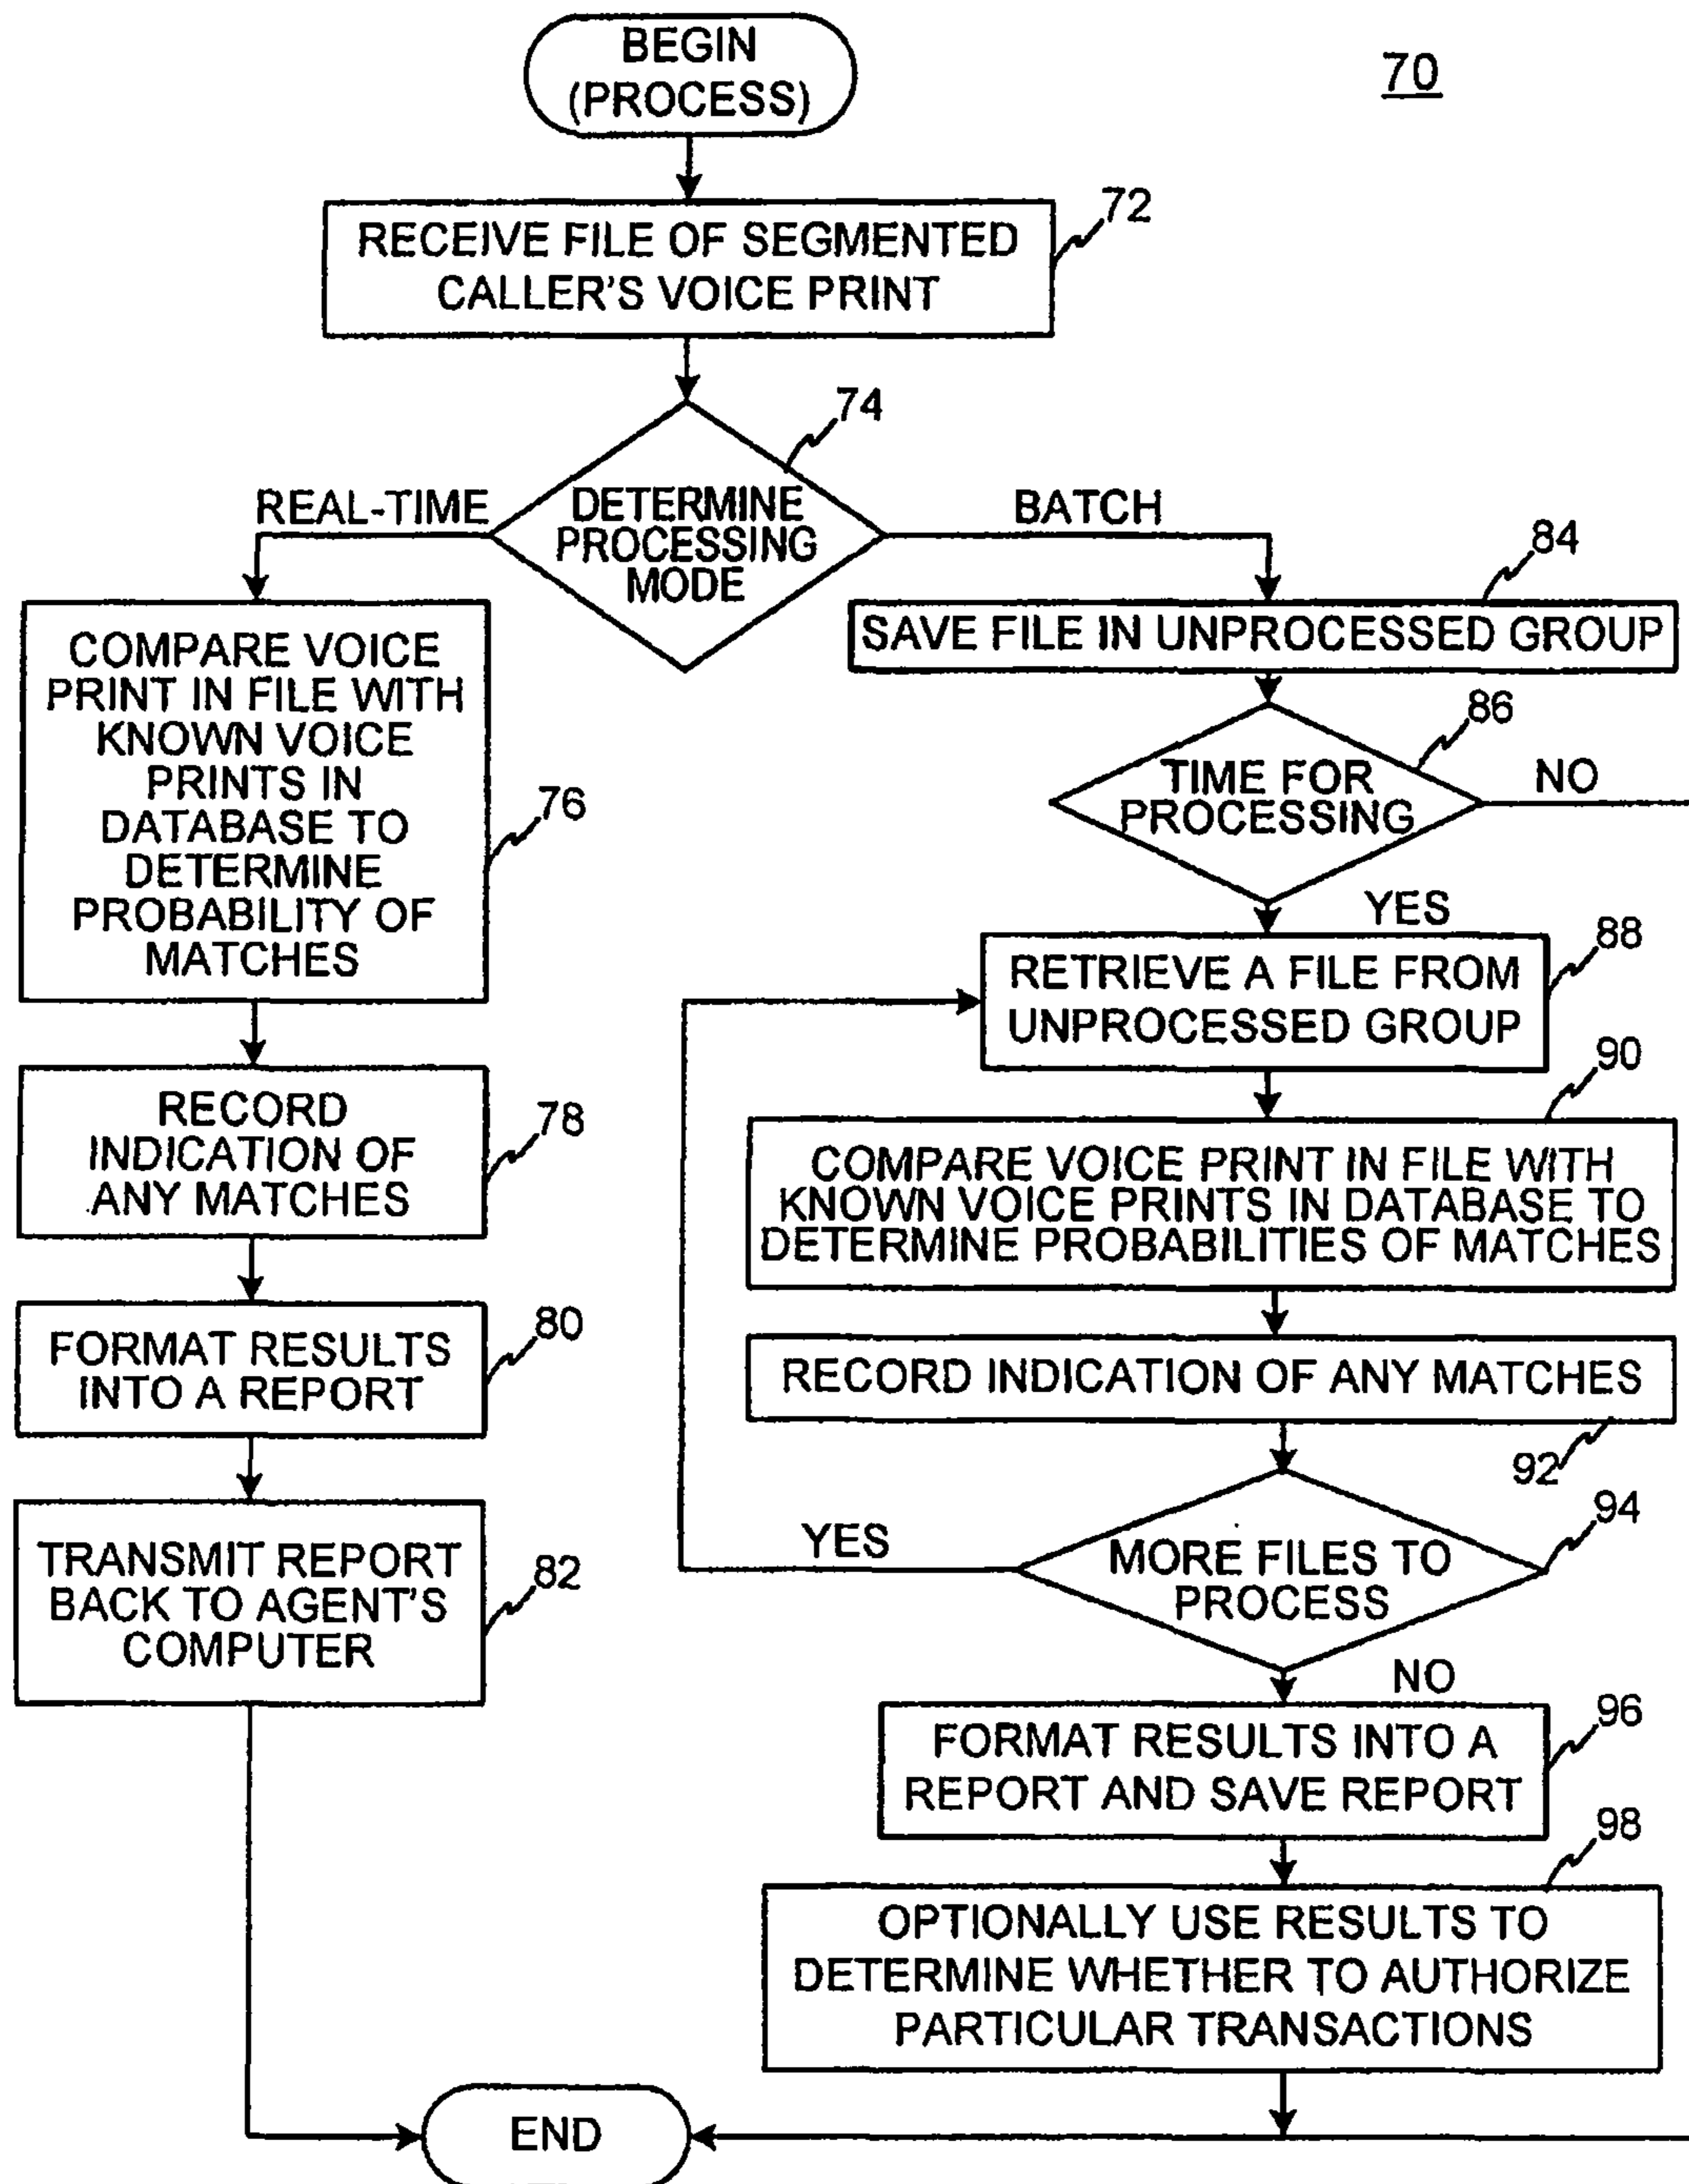 BEGIN
(PROCESS)
70
RECEIVE FILE OF SEGMENTED
CALLER'S VOICE PRINT
72
DETERMINE
PROCESSING
MODE
74
REAL-TIME
BATCH
COMPARE VOICE
PRINT IN FILE WITH
KNOWN VOICE
PRINTS IN
DATABASE TO
DETERMINE
PROBABILITY OF
MATCHES
76
RECORD
INDICATION OF
ANY MATCHES
78
FORMAT RESULTS
INTO A REPORT
80
TRANSMIT REPORT
BACK TO AGENT'S
COMPUTER
82
84
SAVE FILE IN UNPROCESSED GROUP
86
TIME FOR
PROCESSING
NO
YES
RETRIEVE A FILE FROM
UNPROCESSED GROUP
88
90
COMPARE VOICE PRINT IN FILE WITH
KNOWN VOICE PRINTS IN DATABASE TO
DETERMINE PROBABILITIES OF MATCHES
RECORD INDICATION OF ANY MATCHES
92
94
YES
MORE FILES TO
PROCESS
NO
FORMAT RESULTS INTO A
REPORT AND SAVE REPORT
96
98
OPTIONALLY USE RESULTS TO
DETERMINE WHETHER TO AUTHORIZE
PARTICULAR TRANSACTIONS
END